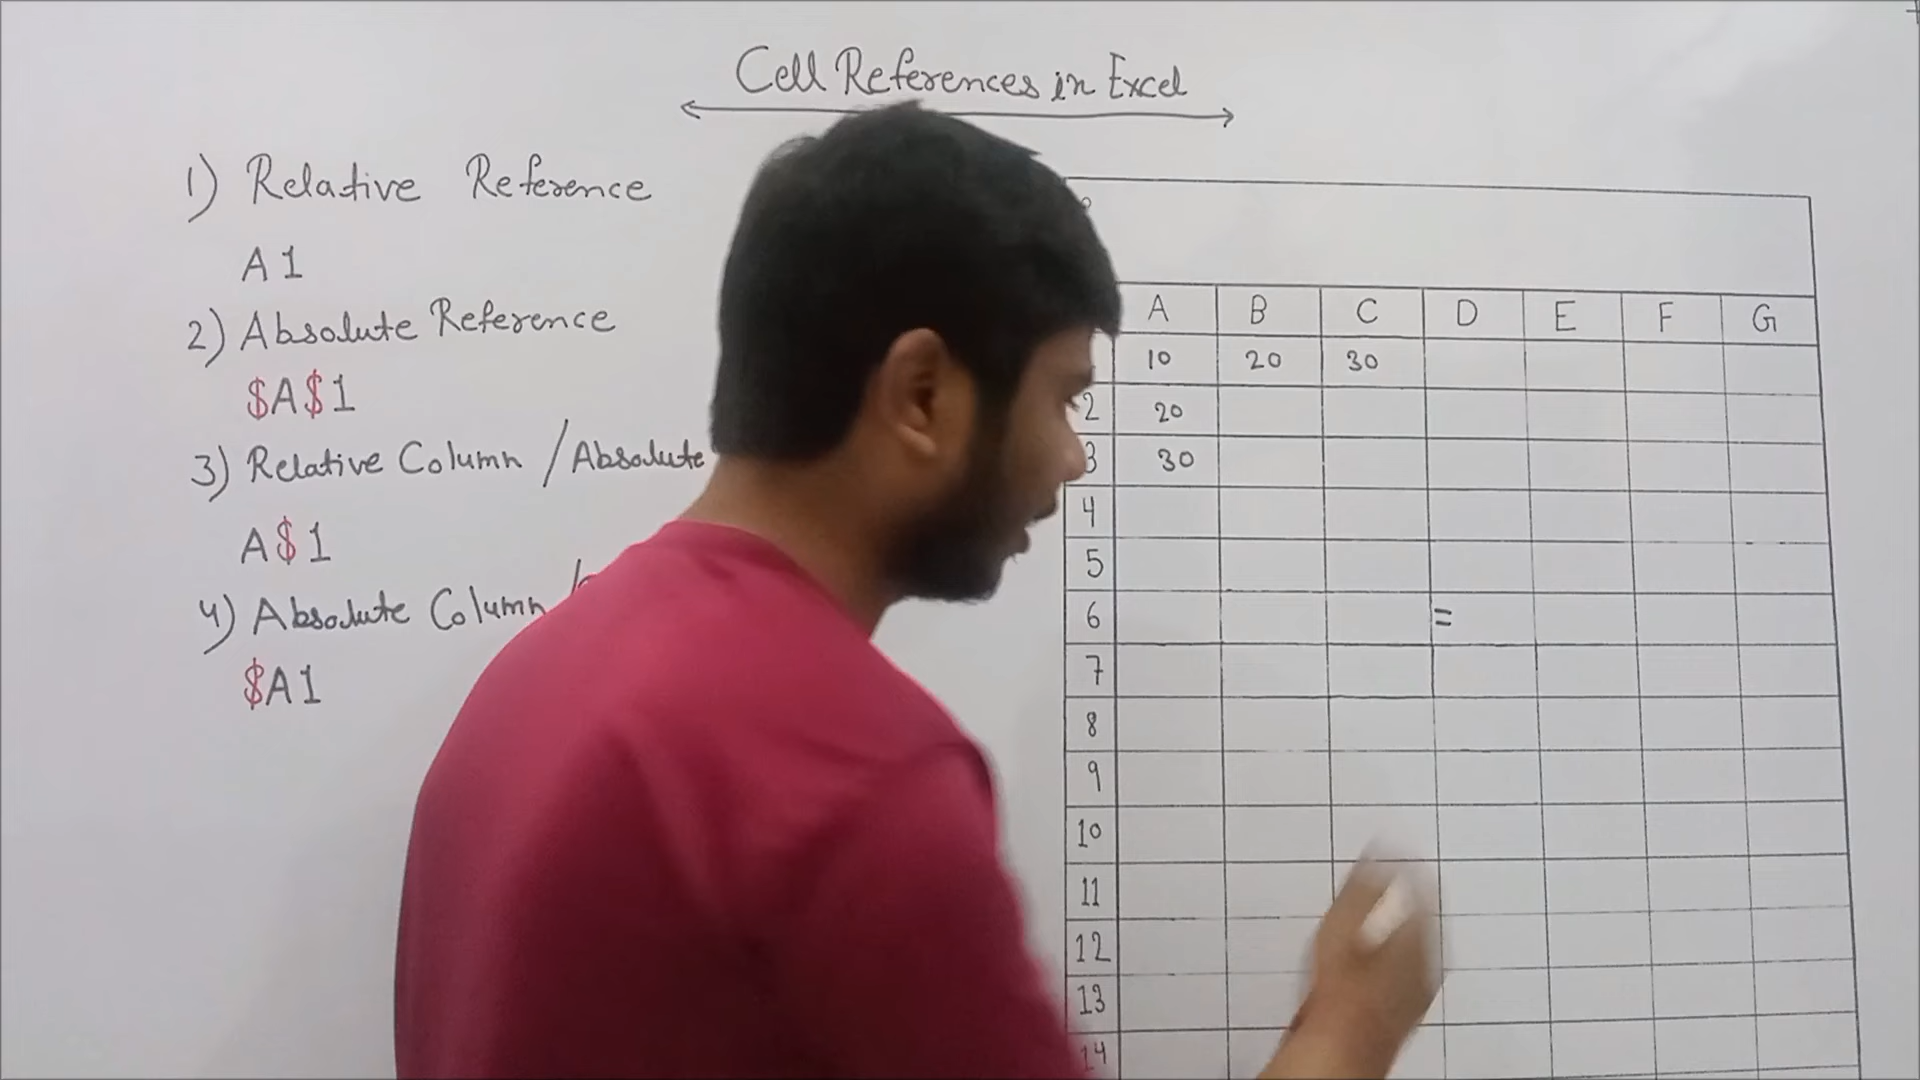 Cell References in Excel
1) Relative Reference
A1
2) Absolute Reference
$A$1
3) Relative Column / Absolute
A$1
4) Absolute Column /
$A1
A B C D E F G
10 20 30
2 20
3 30
4
5
6 =
7
8
9
10
11
12
13
14